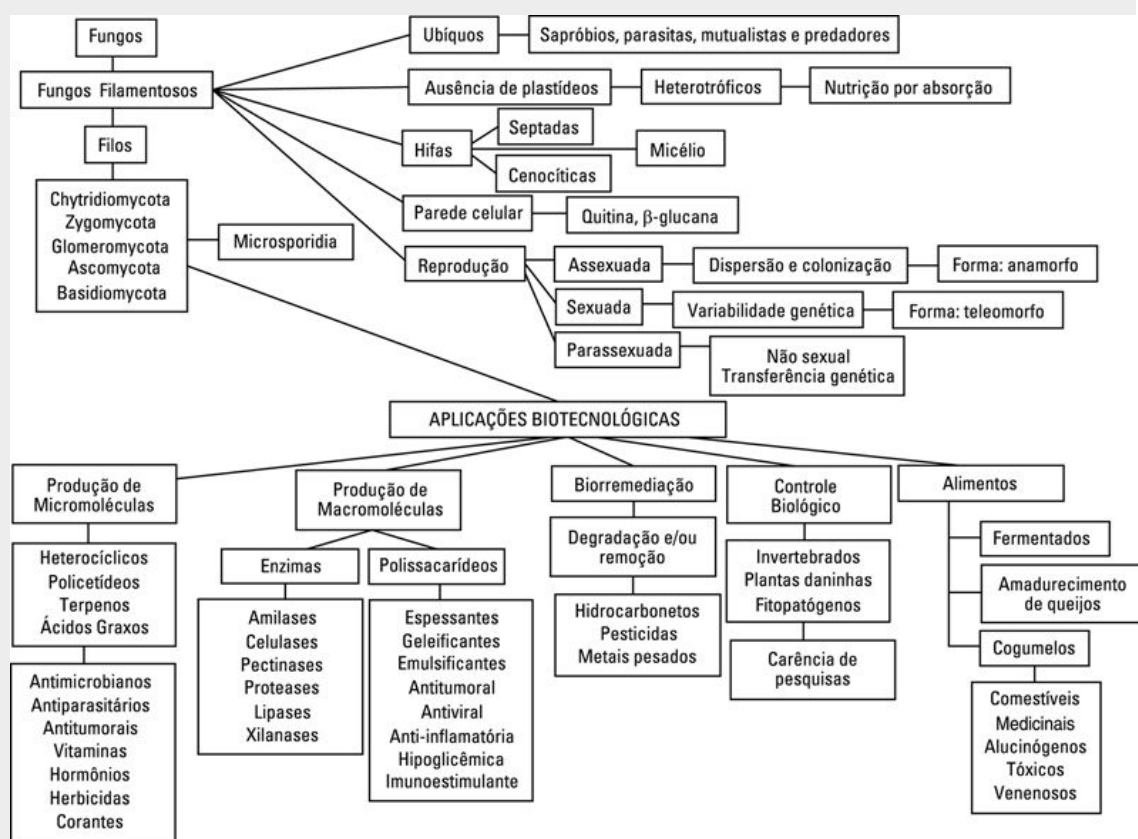 Fungos
Fungos Filamentosos
Filos
Chytridiomycota
Zygomycota
Glomeromycota
Ascomycota
Basidiomycota
Microsporidia
Ubíquos
Sapróbios, parasitas, mutualistas e predadores
Ausência de plastídeos
Heterotróficos
Nutrição por absorção
Hifas
Septadas
Micélio
Cenocíticas
Parede celular
Quitina, β-glucana
Reprodução
Assexuada
Dispersão e colonização
Forma: anamorfo
Sexuada
Variabilidade genética
Forma: teleomorfo
Parassexuada
Não sexual
Transferência genética
APLICAÇÕES BIOTECNOLÓGICAS
Produção de
Micromoléculas
Heterocíclicos
Policetídeos
Terpenos
Ácidos Graxos
Antimicrobianos
Antiparasitários
Antitumorais
Vitaminas
Hormônios
Herbicidas
Corantes
Produção de
Macromoléculas
Enzimas
Amilases
Celulases
Pectinases
Proteases
Lipases
Xilanases
Polissacarídeos
Espessantes
Geleificantes
Emulsificantes
Antitumoral
Antiviral
Anti-inflamatória
Hipoglicêmica
Imunoestimulante
Biorremediação
Degradação e/ou
remoção
Hidrocarbonetos
Pesticidas
Metais pesados
Controle
Biológico
Invertebrados
Plantas daninhas
Fitopatógenos
Carência de
pesquisas
Alimentos
Fermentados
Amadurecimento
de queijos
Cogumelos
Comestíveis
Medicinais
Alucinógenos
Tóxicos
Venenosos